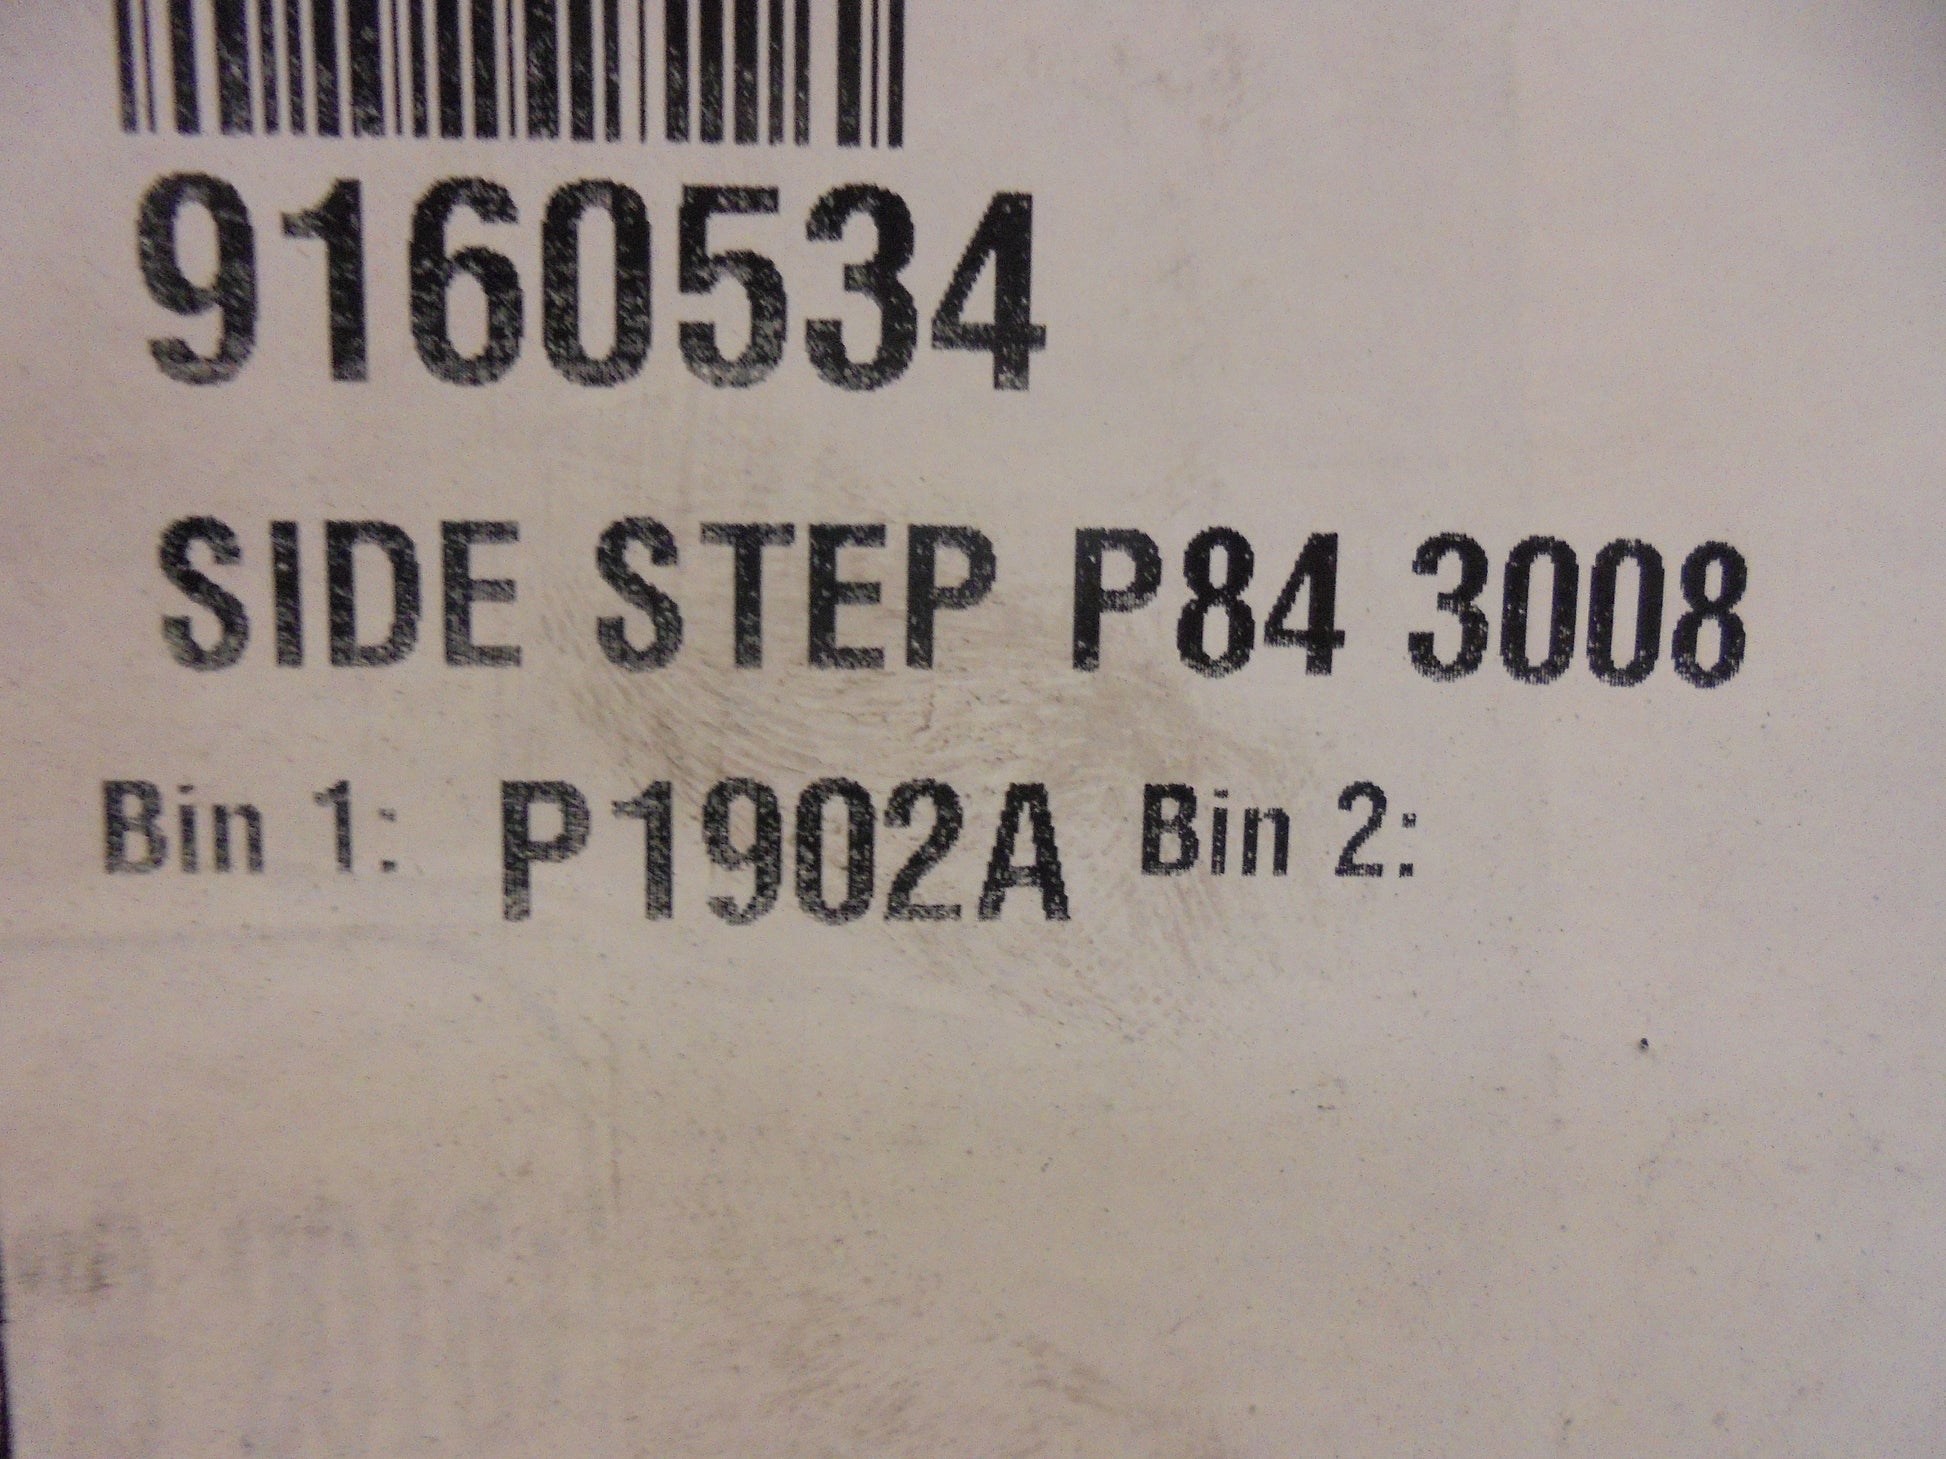 9160534
SIDE STEP P84 3008
Bin 1: P1902A Bin 2: